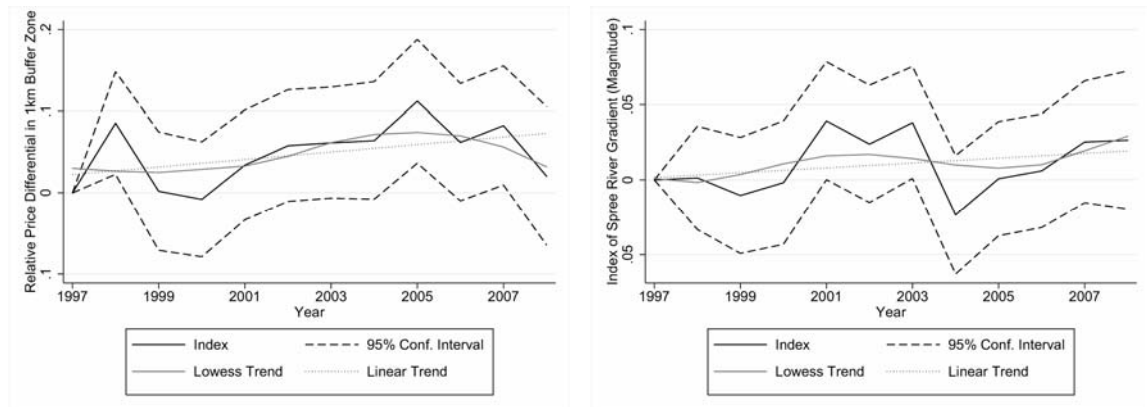 Relative Price Differential in 1km Buffer Zone
.2
.1
0
.1
1997 1999 2001 2003 2005 2007
Year
Index 95% Conf. Interval
Lowess Trend Linear Trend
Index of Spree River Gradient (Magnitude)
.1
.05
0
.05
1997 1999 2001 2003 2005 2007
Year
Index 95% Conf. Interval
Lowess Trend Linear Trend